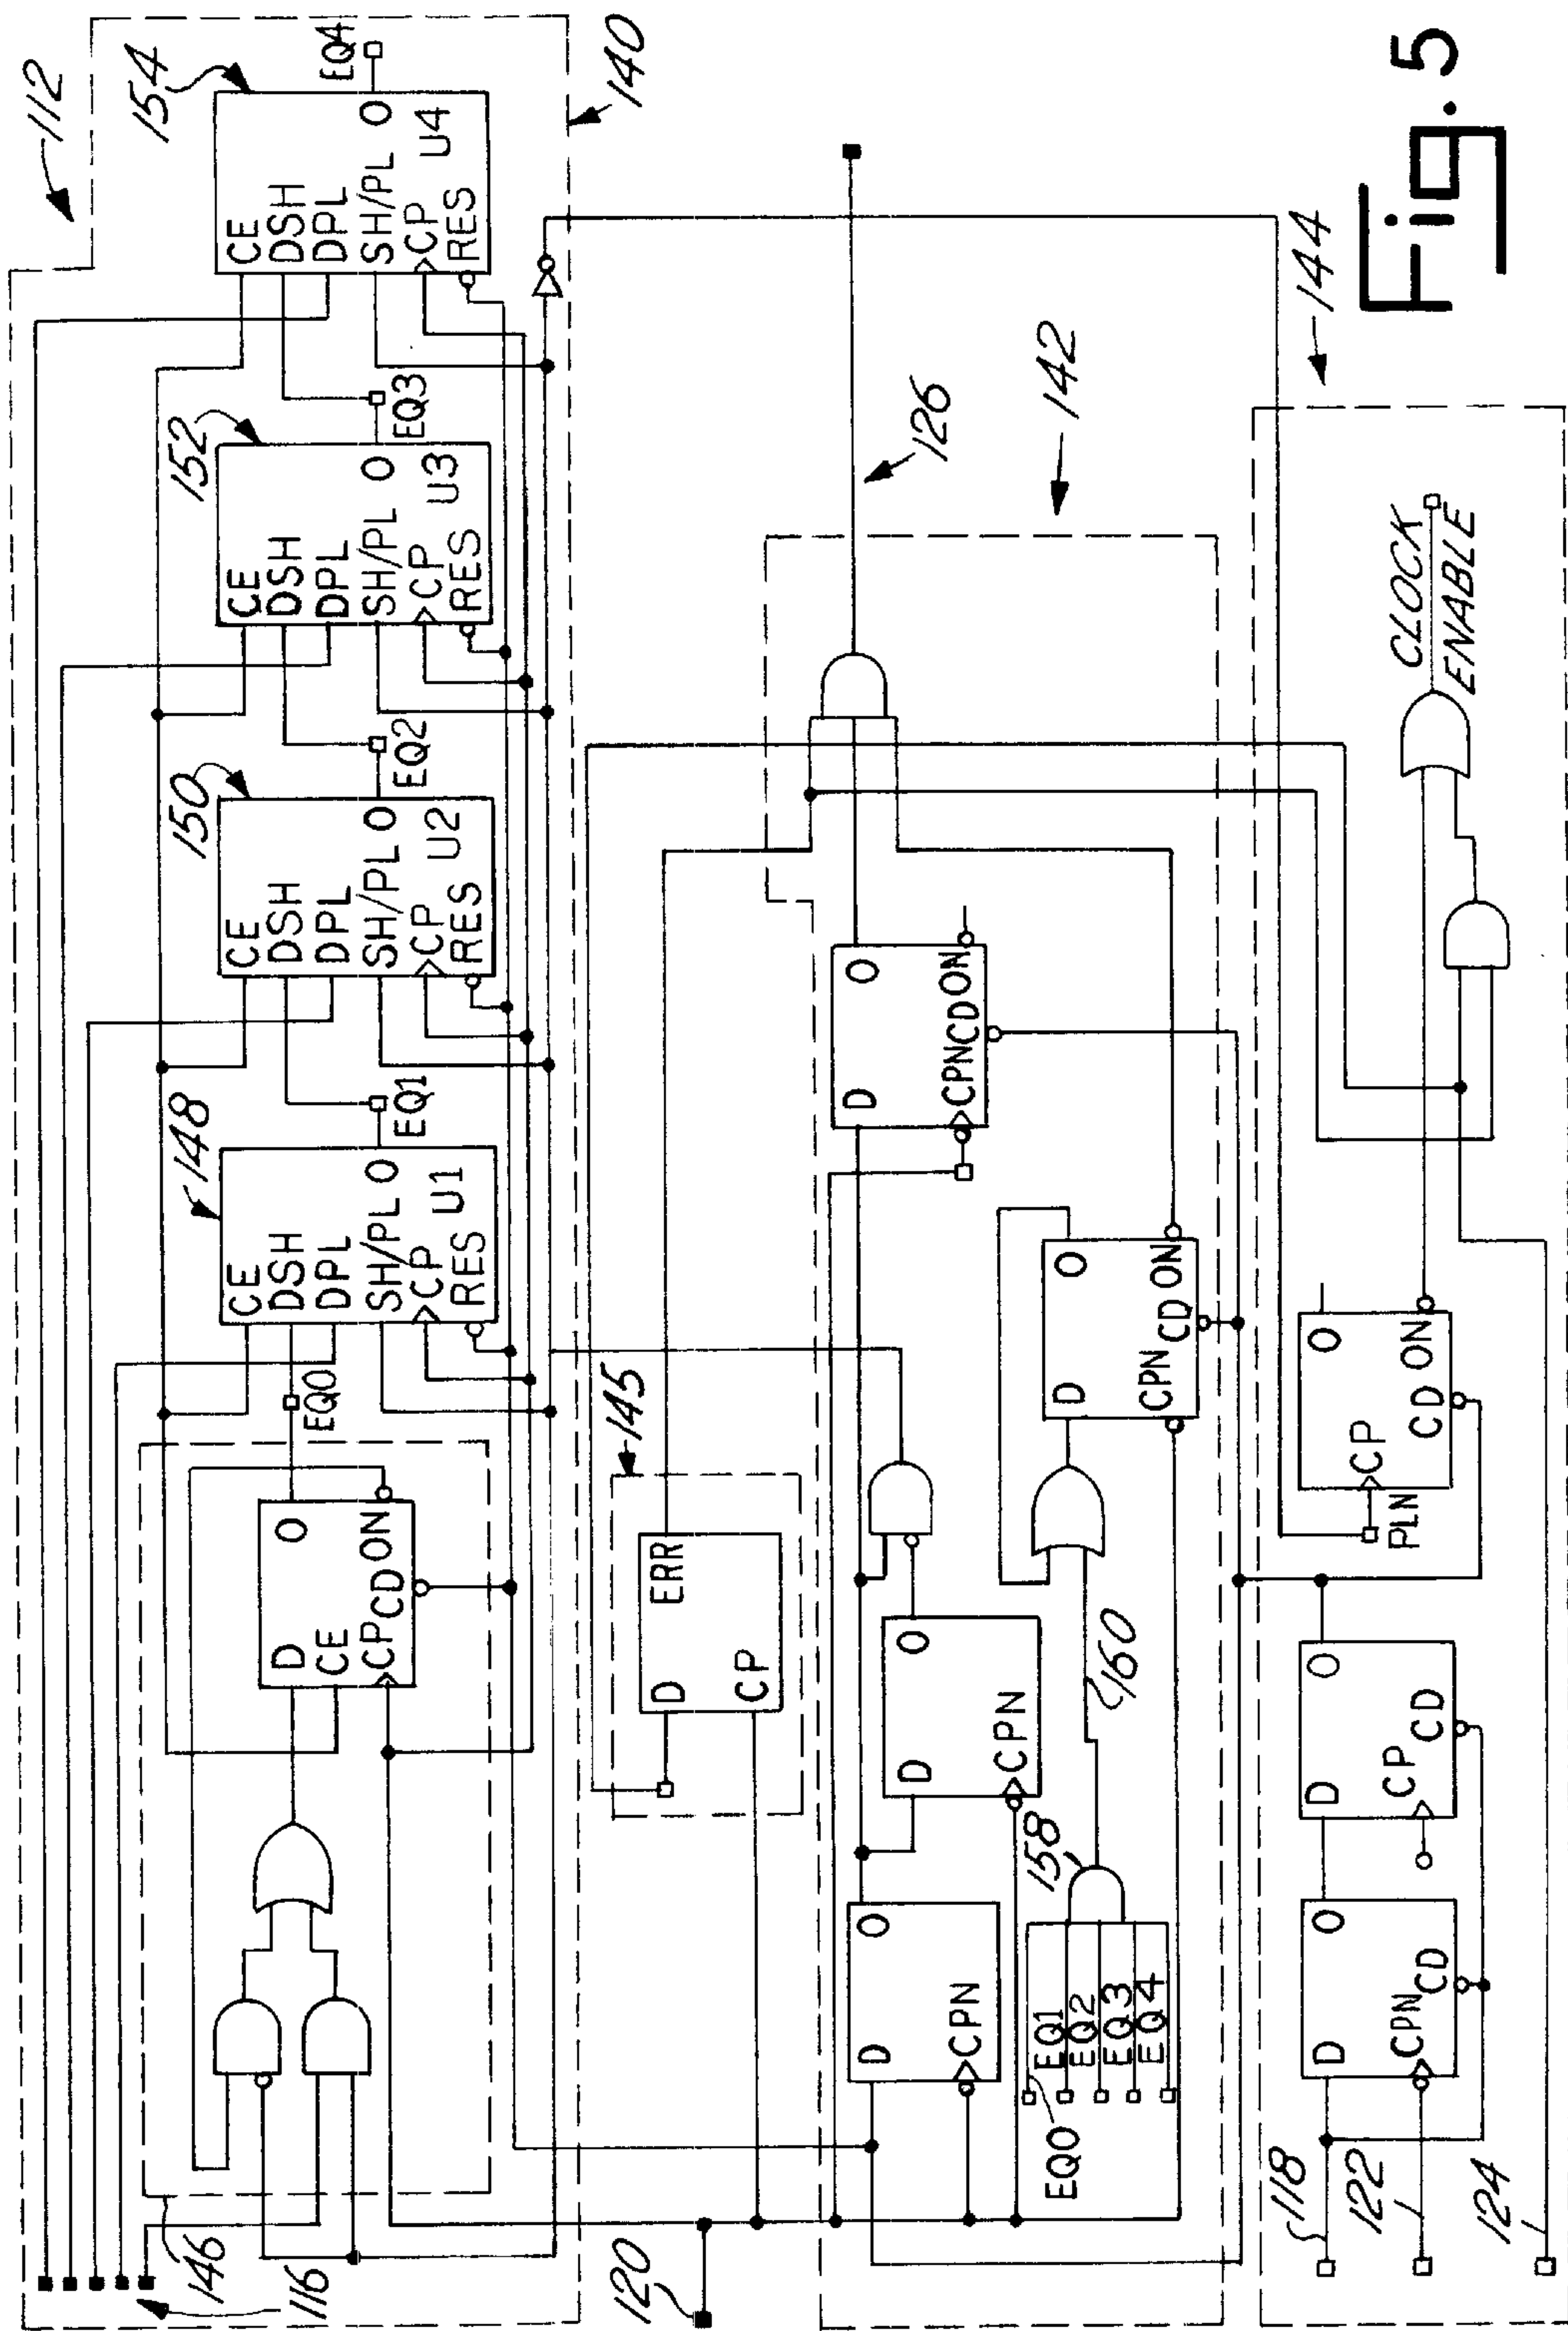 112
154
EQ4
140
CE
DSH
DPL
SH/PL O
CP U4
RES
152
EQ3
CE
DSH
DPL
SH/PL O
CP U3
RES
150
EQ2
CE
DSH
DPL
SH/PL O
CP U2
RES
148
EQ1
CE
DSH
DPL
SH/PL O
CP U1
RES
EQ0
D O
CE
CP CD ON
146
116
145
D ERR
CP
120
126
142
D O
CPN CD ON
D O
CPN
D O
CPN
D O
CPN CD ON
158
160
EQ0
EQ1
EQ2
EQ3
EQ4
144
CLOCK
ENABLE
O
CP
CD ON
PLN
D O
CP CD
D O
CPN CD
118
122
124
Fig. 5